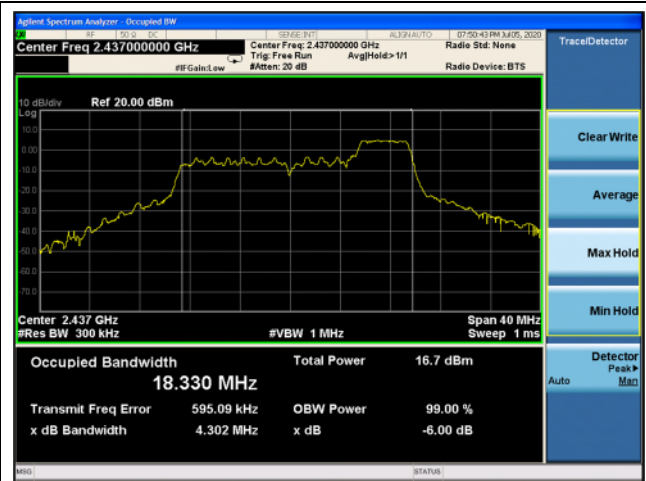 Agilent Spectrum Analyzer - Occupied BW
RF 50 Ω DC SENSE:INT ALIGN AUTO 07:50:43 PM Jul 05, 2020
Center Freq 2.437000000 GHz Center Freq: 2.437000000 GHz Radio Std: None Trace/Detector
Trig: Free Run Avg|Hold:>1/1
#IFGain:Low #Atten: 20 dB Radio Device: BTS
10 dB/div Ref 20.00 dBm
Log
10.0
0.00
-10.0
-20.0
-30.0
-40.0
-50.0
-60.0
-70.0
Clear Write
Average
Max Hold
Min Hold
Center 2.437 GHz Span 40 MHz
#Res BW 300 kHz #VBW 1 MHz Sweep 1 ms
Occupied Bandwidth Total Power 16.7 dBm
18.330 MHz
Transmit Freq Error 595.09 kHz OBW Power 99.00 %
x dB Bandwidth 4.302 MHz x dB -6.00 dB
Detector
Peak▶
Auto Man
MSG STATUS